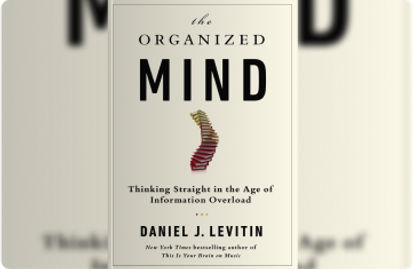 the
ORGANIZED
MIND
Thinking Straight in the Age of
Information Overload
DANIEL J. LEVITIN
New York Times bestselling author of
This Is Your Brain on Music